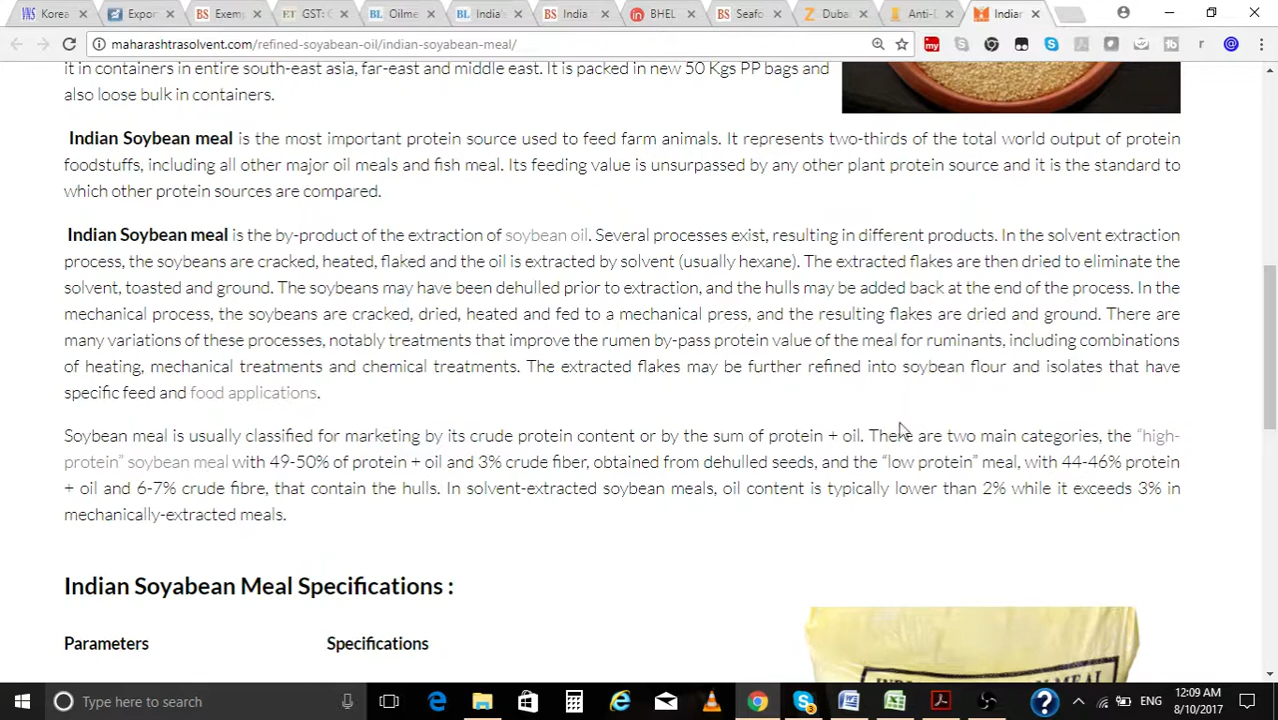 Korea
Expor
Exemp
GST: G
Oilme
India'
India
BHEL
Seafo
Duba
Anti-D
Indian
maharashtrasolvent.com/refined-soyabean-oil/indian-soyabean-meal/
it in containers in entire south-east asia, far-east and middle east. It is packed in new 50 Kgs PP bags and
also loose bulk in containers.
Indian Soybean meal is the most important protein source used to feed farm animals. It represents two-thirds of the total world output of protein
foodstuffs, including all other major oil meals and fish meal. Its feeding value is unsurpassed by any other plant protein source and it is the standard to
which other protein sources are compared.
Indian Soybean meal is the by-product of the extraction of soybean oil. Several processes exist, resulting in different products. In the solvent extraction
process, the soybeans are cracked, heated, flaked and the oil is extracted by solvent (usually hexane). The extracted flakes are then dried to eliminate the
solvent, toasted and ground. The soybeans may have been dehulled prior to extraction, and the hulls may be added back at the end of the process. In the
mechanical process, the soybeans are cracked, dried, heated and fed to a mechanical press, and the resulting flakes are dried and ground. There are
many variations of these processes, notably treatments that improve the rumen by-pass protein value of the meal for ruminants, including combinations
of heating, mechanical treatments and chemical treatments. The extracted flakes may be further refined into soybean flour and isolates that have
specific feed and food applications.
Soybean meal is usually classified for marketing by its crude protein content or by the sum of protein + oil. There are two main categories, the “high-
protein” soybean meal with 49-50% of protein + oil and 3% crude fiber, obtained from dehulled seeds, and the “low protein” meal, with 44-46% protein
+ oil and 6-7% crude fibre, that contain the hulls. In solvent-extracted soybean meals, oil content is typically lower than 2% while it exceeds 3% in
mechanically-extracted meals.
Indian Soyabean Meal Specifications :
Parameters Specifications
Type here to search
ENG
12:09 AM
8/10/2017